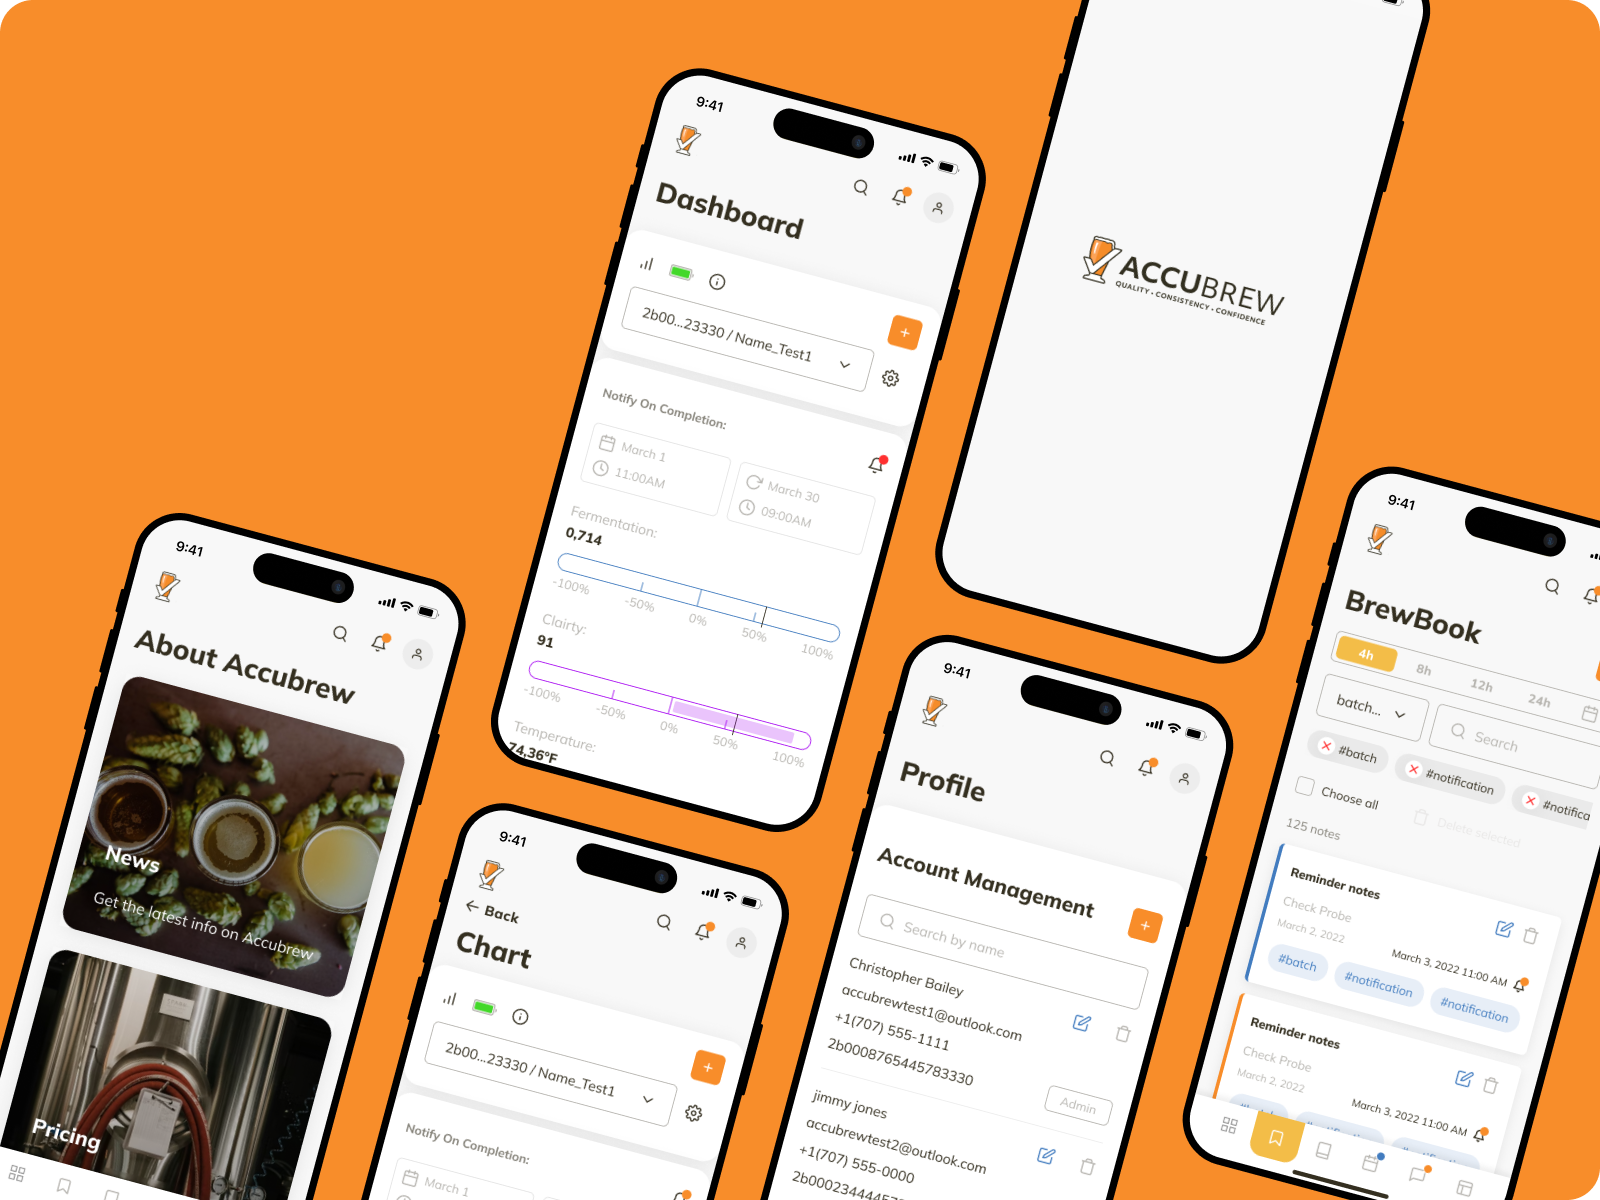 9:41
About Accubrew
News
Get the latest info on Accubrew
Pricing
9:41
Dashboard
2b00...23330 / Name_Test1
+
Notify On Completion:
March 1
11:00AM
March 30
09:00AM
Fermentation:
0,714
-100%
-50%
0%
50%
100%
Clairty:
91
-100%
-50%
0%
50%
100%
Temperature:
74,36°F
9:41
Back
Chart
2b00...23330 / Name_Test1
+
Notify On Completion:
March 1
ACCUBREW
QUALITY • CONSISTENCY • CONFIDENCE
9:41
Profile
Account Management
+
Search by name
Christopher Bailey
accubrewtest1@outlook.com
+1(707) 555-1111
2b0008765445783330
Admin
jimmy jones
accubrewtest2@outlook.com
+1(707) 555-0000
9:41
BrewBook
4h
8h
12h
24h
batch...
Search
#batch
#notification
#notifica
Choose all
Delete selected
125 notes
Reminder notes
Check Probe
March 2, 2022
March 3, 2022 11:00 AM
#batch
#notification
#notification
Reminder notes
Check Probe
March 2, 2022
March 3, 2022 11:00 AM